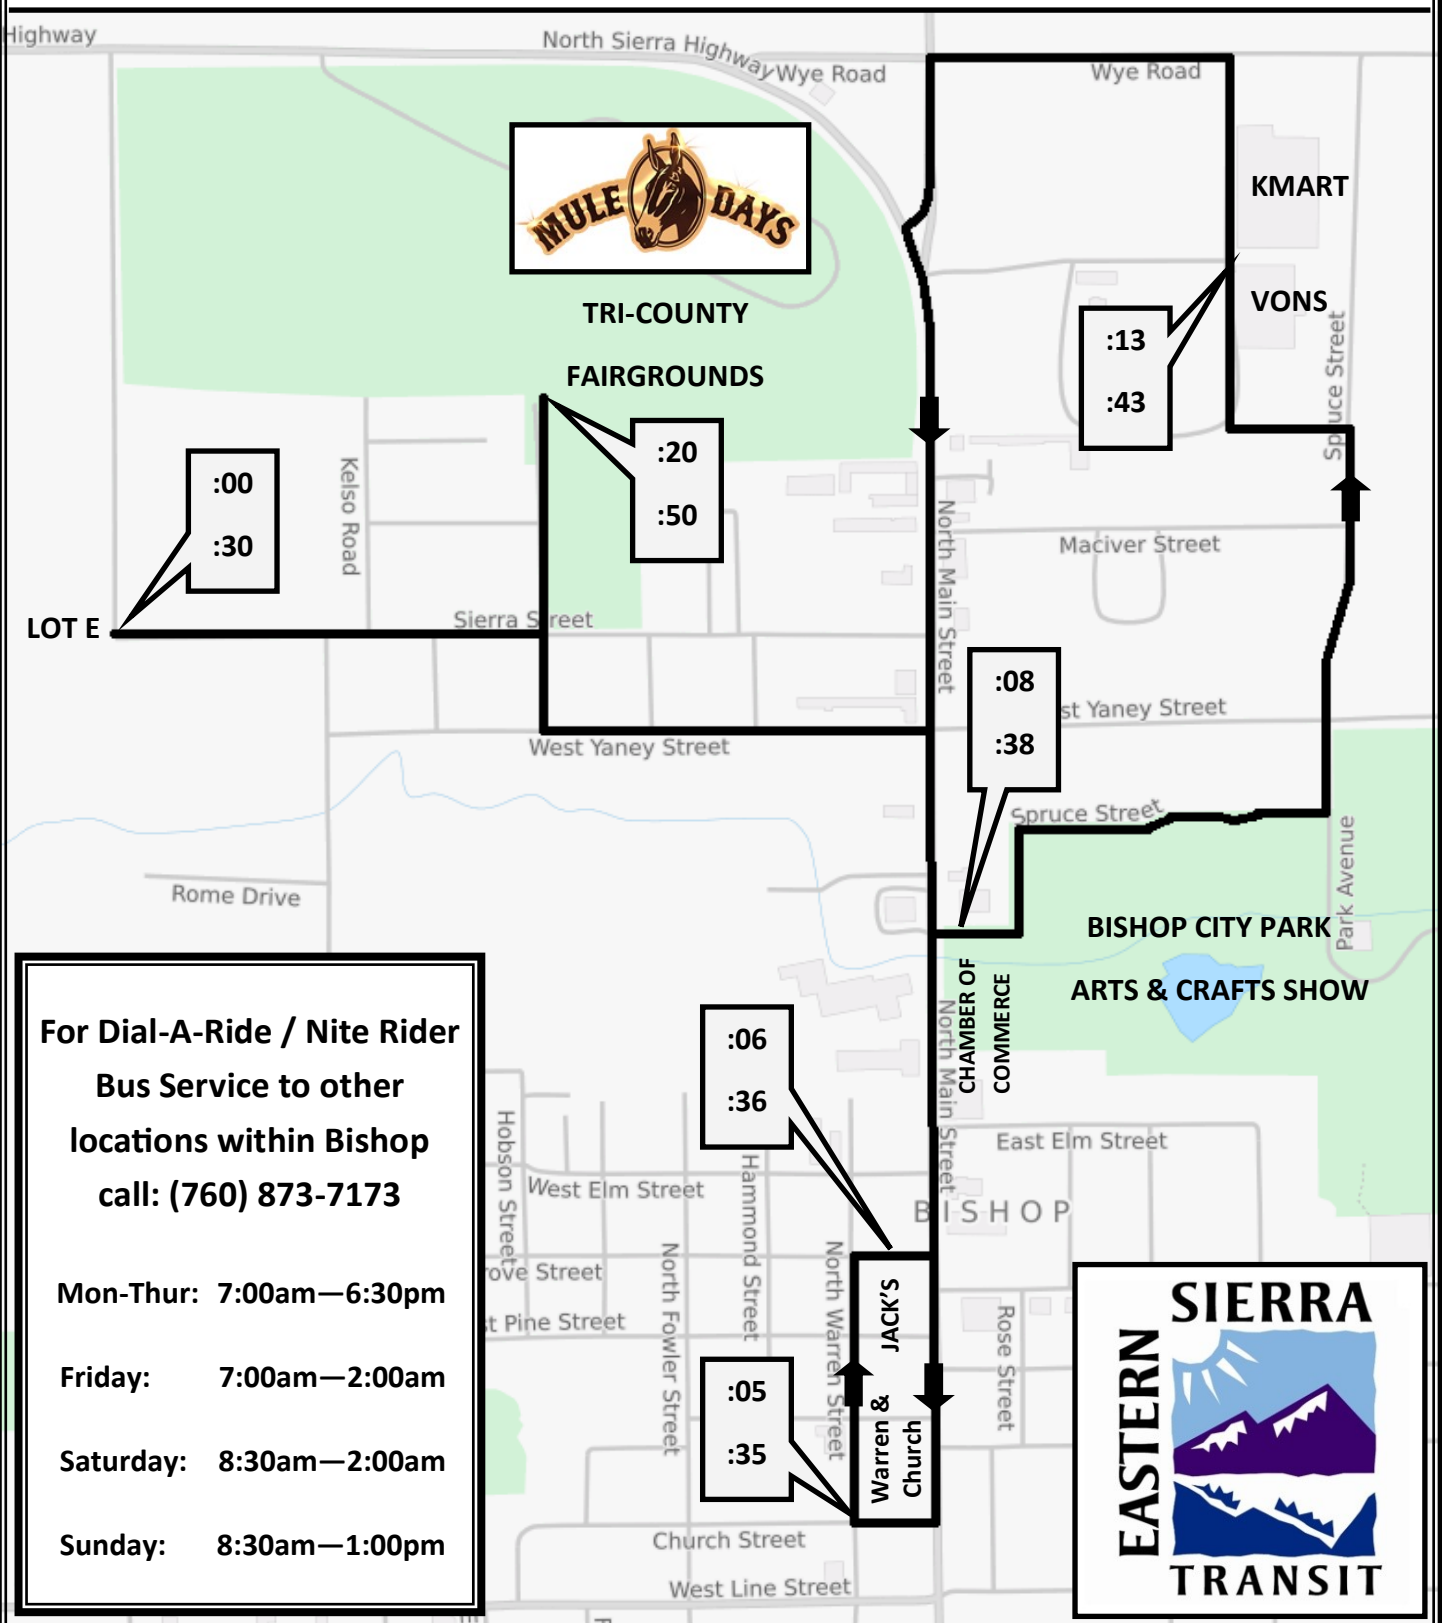 Highway
North Sierra Highway
Wye Road
Wye Road
KMART
MULE DAYS
VONS
TRI-COUNTY
FAIRGROUNDS
:13
:43
Spruce Street
:20
:50
:00
:30
Kelso Road
North Main Street
Maciver Street
Sierra Street
LOT E
:08
:38
st Yaney Street
West Yaney Street
Spruce Street
Park Avenue
Rome Drive
BISHOP CITY PARK
ARTS & CRAFTS SHOW
CHAMBER OF
COMMERCE
North Main Street
For Dial-A-Ride / Nite Rider
Bus Service to other
locations within Bishop
call: (760) 873-7173
Mon-Thur: 7:00am—6:30pm
Friday: 7:00am—2:00am
Saturday: 8:30am—2:00am
Sunday: 8:30am—1:00pm
:06
:36
East Elm Street
Hobson Street
West Elm Street
Hammond Street
BISHOP
rove Street
st Pine Street
North Fowler Street
North Warren Street
JACK'S
Rose Street
:05
:35
Warren &
Church
Church Street
West Line Street
EASTERN
SIERRA
TRANSIT